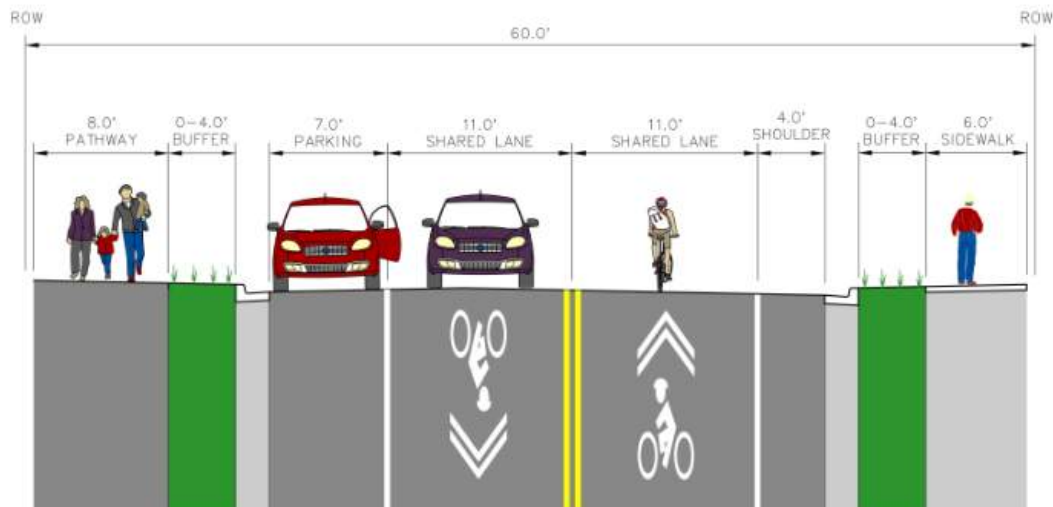 ROW
ROW
60.0'
8.0'
PATHWAY
0-4.0'
BUFFER
7.0'
PARKING
11.0'
SHARED LANE
11.0'
SHARED LANE
4.0'
SHOULDER
0-4.0'
BUFFER
6.0'
SIDEWALK